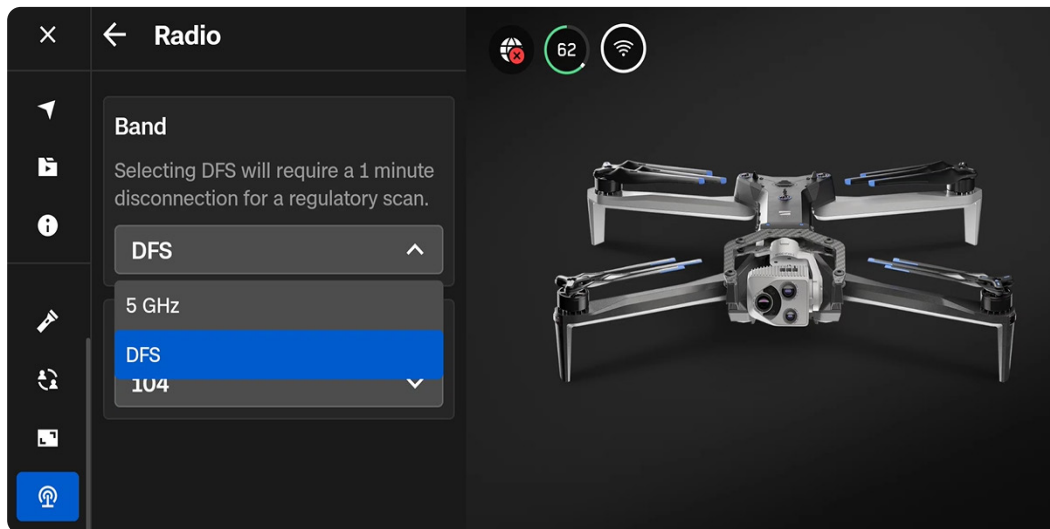 Radio
62
Band
Selecting DFS will require a 1 minute
disconnection for a regulatory scan.
DFS
5 GHz
DFS
104